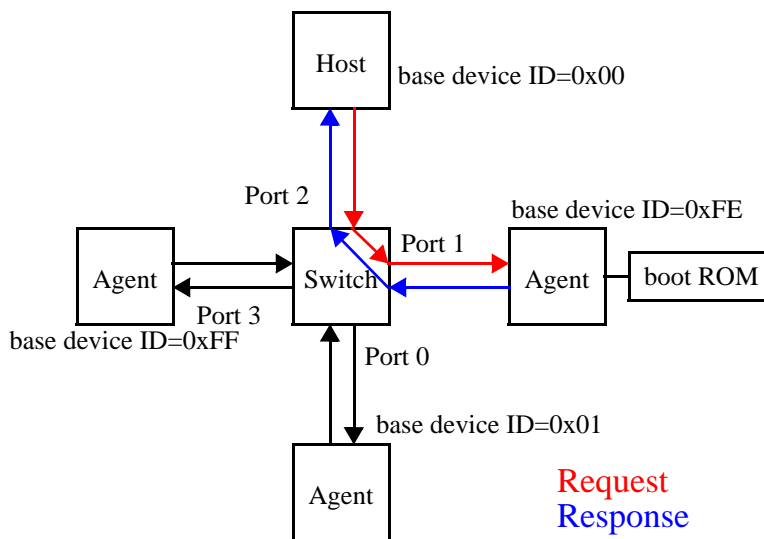 Host
base device ID=0x00
Port 2
base device ID=0xFE
Port 1
Agent
Switch
Agent
boot ROM
Port 3
base device ID=0xFF
Port 0
base device ID=0x01
Agent
Request
Response